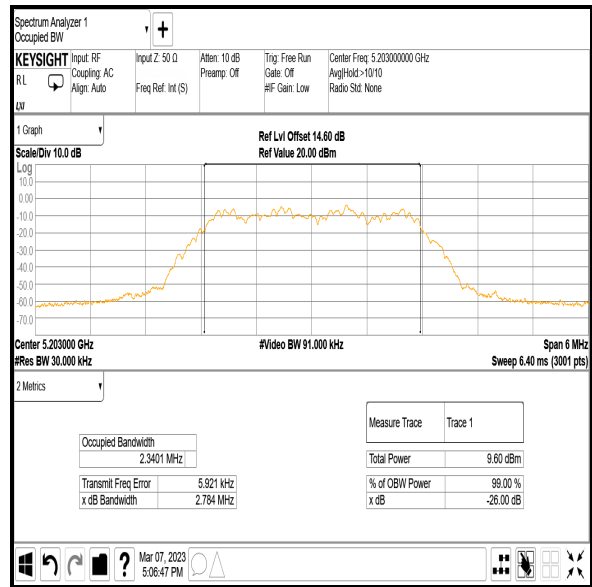 Spectrum Analyzer 1
Occupied BW
KEYSIGHT
RL
LXI
Input: RF
Coupling: AC
Align: Auto
Input Z: 50 Ω
Freq Ref: Int (S)
Atten: 10 dB
Preamp: Off
Trig: Free Run
Gate: Off
#IF Gain: Low
Center Freq: 5.203000000 GHz
Avg|Hold:>10/10
Radio Std: None
1 Graph
Scale/Div 10.0 dB
Ref Lvl Offset 14.60 dB
Ref Value 20.00 dBm
Log
10.0
0.00
-10.0
-20.0
-30.0
-40.0
-50.0
-60.0
-70.0
Center 5.203000 GHz
#Video BW 91.000 kHz
Span 6 MHz
#Res BW 30.000 kHz
Sweep 6.40 ms (3001 pts)
2 Metrics
Measure Trace Trace 1
Occupied Bandwidth
2.3401 MHz
Total Power 9.60 dBm
Transmit Freq Error 5.921 kHz
% of OBW Power 99.00 %
x dB Bandwidth 2.784 MHz
x dB -26.00 dB
Mar 07, 2023
5:06:47 PM